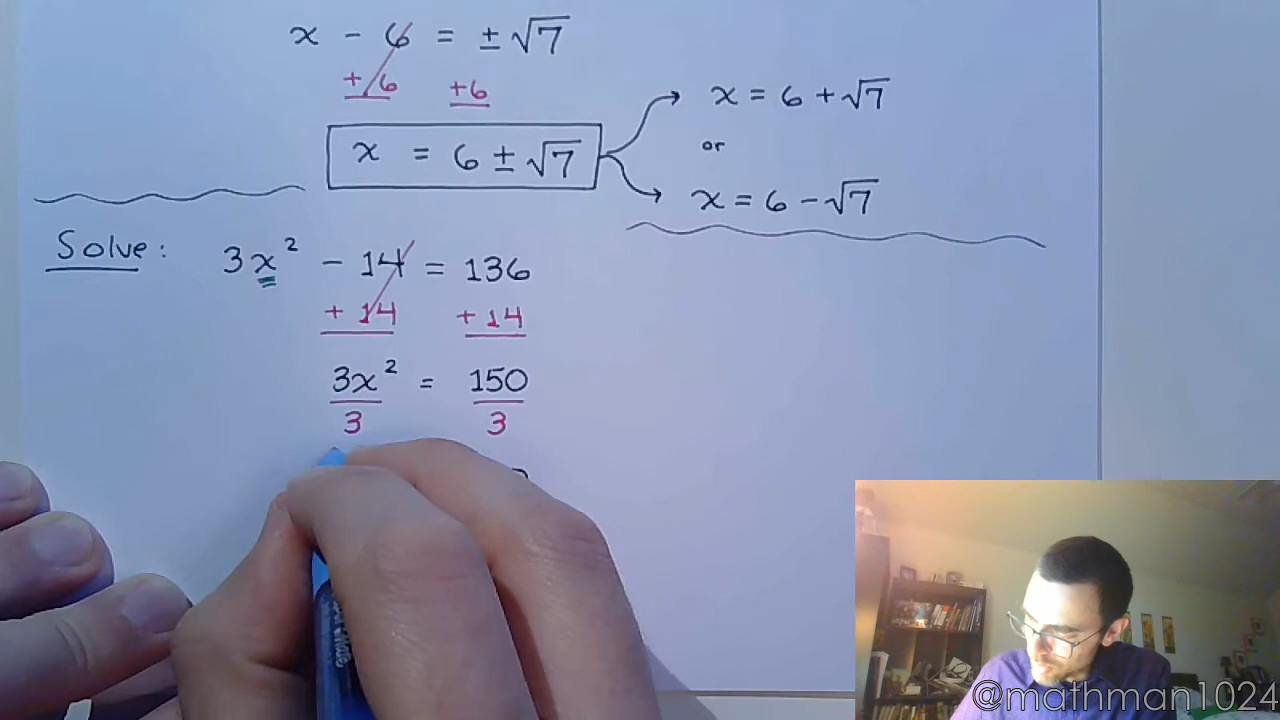 x - 6 = ±√7
+ 6 +6
x = 6 ± √7
x = 6 + √7
or
x = 6 - √7
Solve: 3x² - 14 = 136
+ 14 + 14
3x² = 150
3 3
@mathman1024